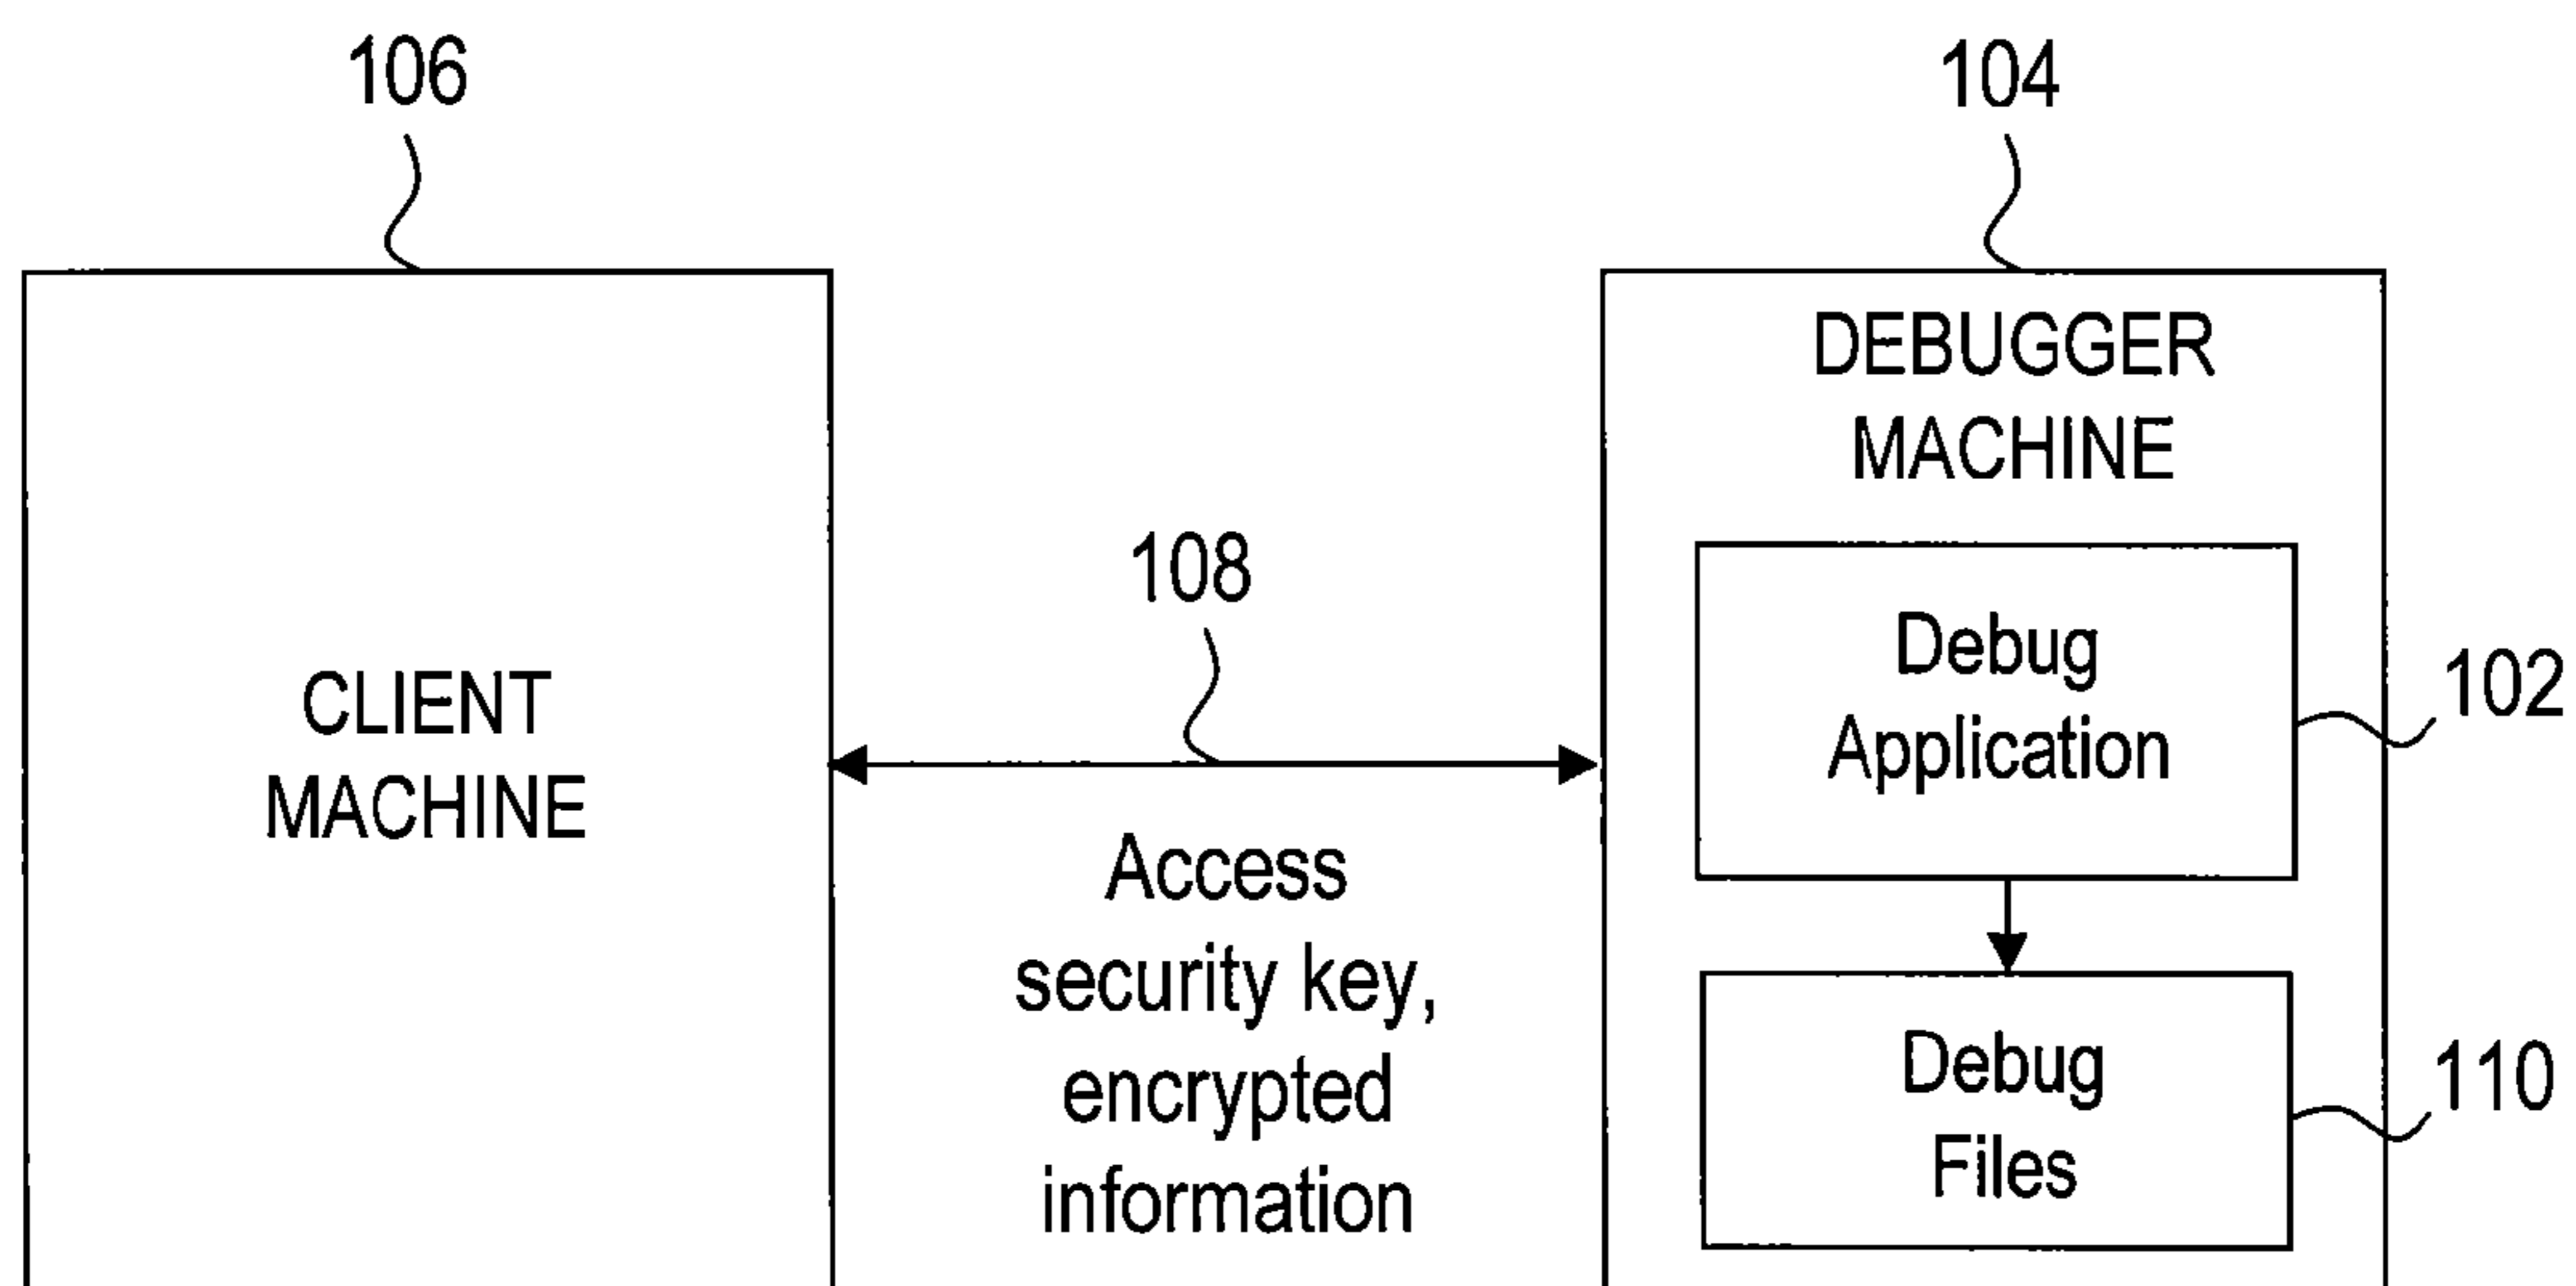 106
104
DEBUGGER
MACHINE
108
Debug
Application
102
CLIENT
MACHINE
Access
security key,
encrypted
information
Debug
Files
110